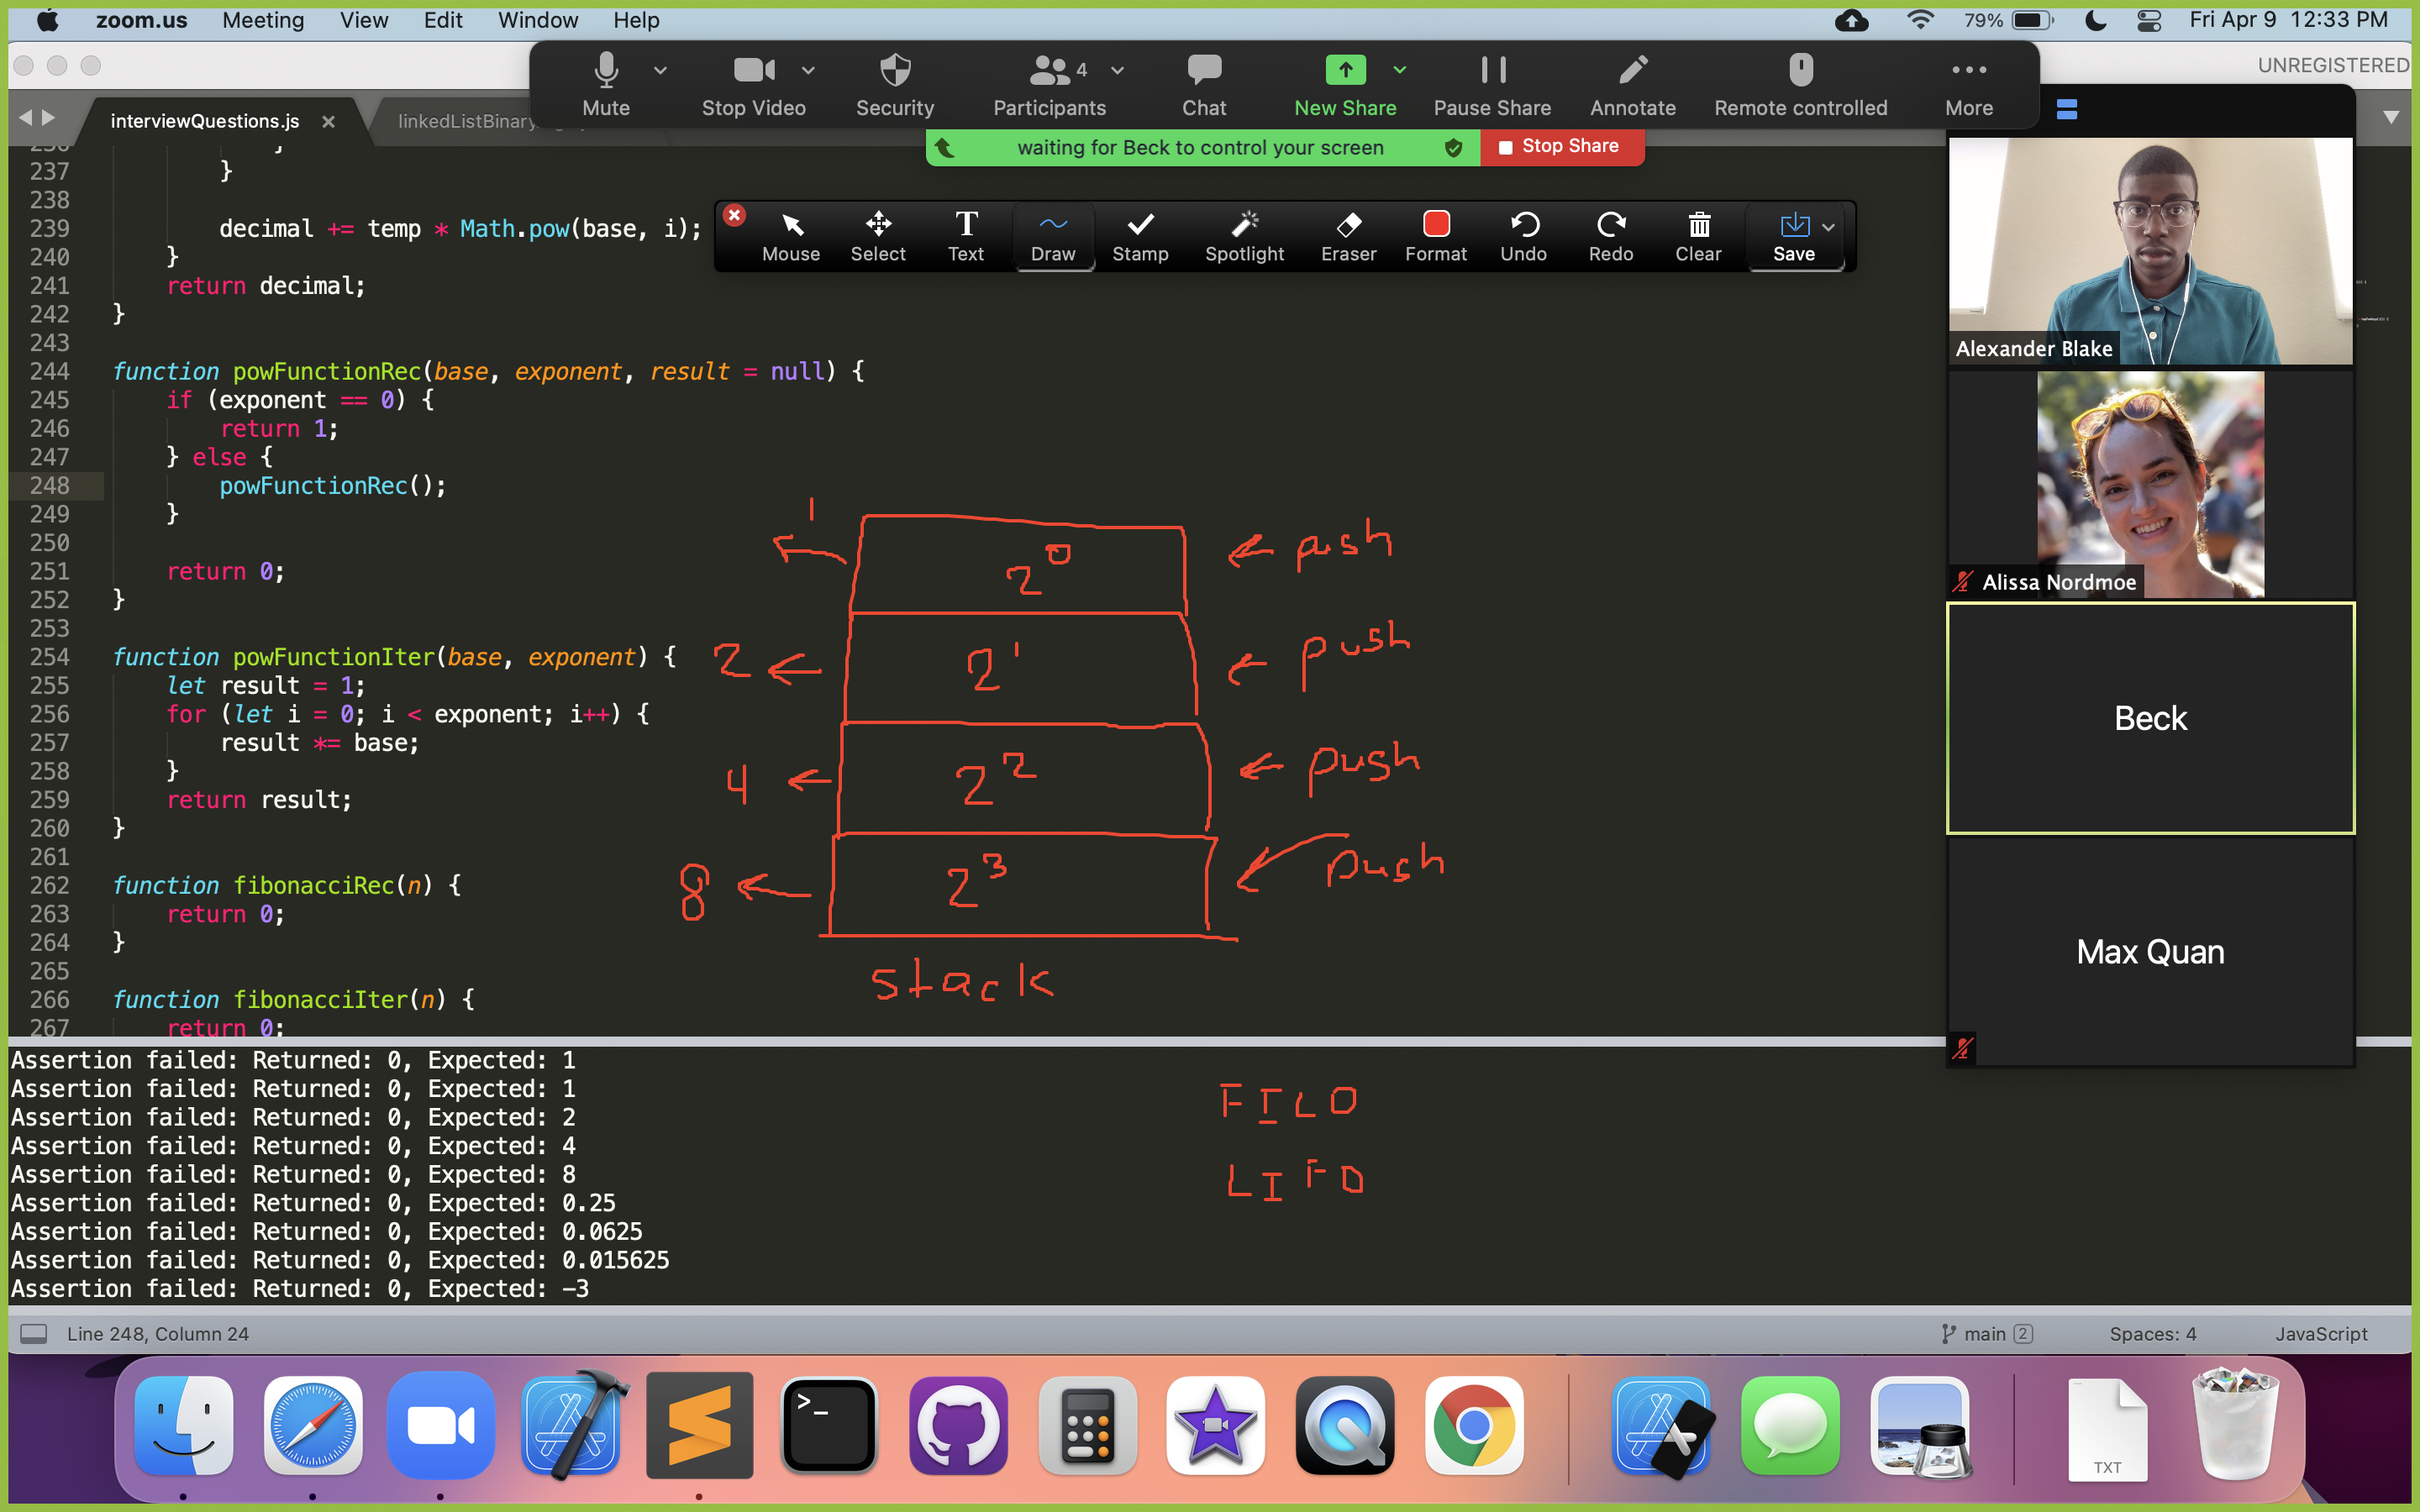 zoom.us Meeting View Edit Window Help 79% Fri Apr 9 12:33 PM
UNREGISTERED
Mute Stop Video Security Participants 4 Chat New Share Pause Share Annotate Remote controlled More
interviewQuestions.js × linkedListBinary
waiting for Beck to control your screen Stop Share
Mouse Select Text Draw Stamp Spotlight Eraser Format Undo Redo Clear Save
236 }
237 }
238
239 decimal += temp * Math.pow(base, i);
240 }
241 return decimal;
242 }
243
244 function powFunctionRec(base, exponent, result = null) {
245 if (exponent == 0) {
246 return 1;
247 } else {
248 powFunctionRec();
249 }
250
251 return 0;
252 }
253
254 function powFunctionIter(base, exponent) {
255 let result = 1;
256 for (let i = 0; i < exponent; i++) {
257 result *= base;
258 }
259 return result;
260 }
261
262 function fibonacciRec(n) {
263 return 0;
264 }
265
266 function fibonacciIter(n) {
267 return 0;
1 ← 2⁰ ← push
2 ← 2¹ ← push
4 ← 2² ← push
8 ← 2³ ← push
stack
Alexander Blake
Alissa Nordmoe
Beck
Max Quan
Assertion failed: Returned: 0, Expected: 1
Assertion failed: Returned: 0, Expected: 1
Assertion failed: Returned: 0, Expected: 2
Assertion failed: Returned: 0, Expected: 4
Assertion failed: Returned: 0, Expected: 8
Assertion failed: Returned: 0, Expected: 0.25
Assertion failed: Returned: 0, Expected: 0.0625
Assertion failed: Returned: 0, Expected: 0.015625
Assertion failed: Returned: 0, Expected: -3
FILO
LIFO
Line 248, Column 24 main 2 Spaces: 4 JavaScript
>_
TXT